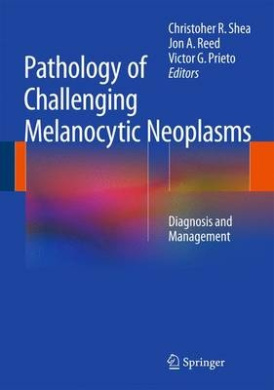 Christoher R. Shea
Jon A. Reed
Victor G. Prieto
Editors
Pathology of
Challenging
Melanocytic Neoplasms
Diagnosis and
Management
Springer